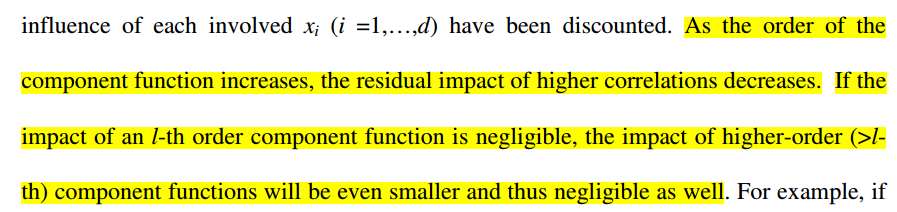 influence of each involved xi (i =1,…,d) have been discounted. As the order of the
component function increases, the residual impact of higher correlations decreases. If the
impact of an l-th order component function is negligible, the impact of higher-order (>l-
th) component functions will be even smaller and thus negligible as well. For example, if